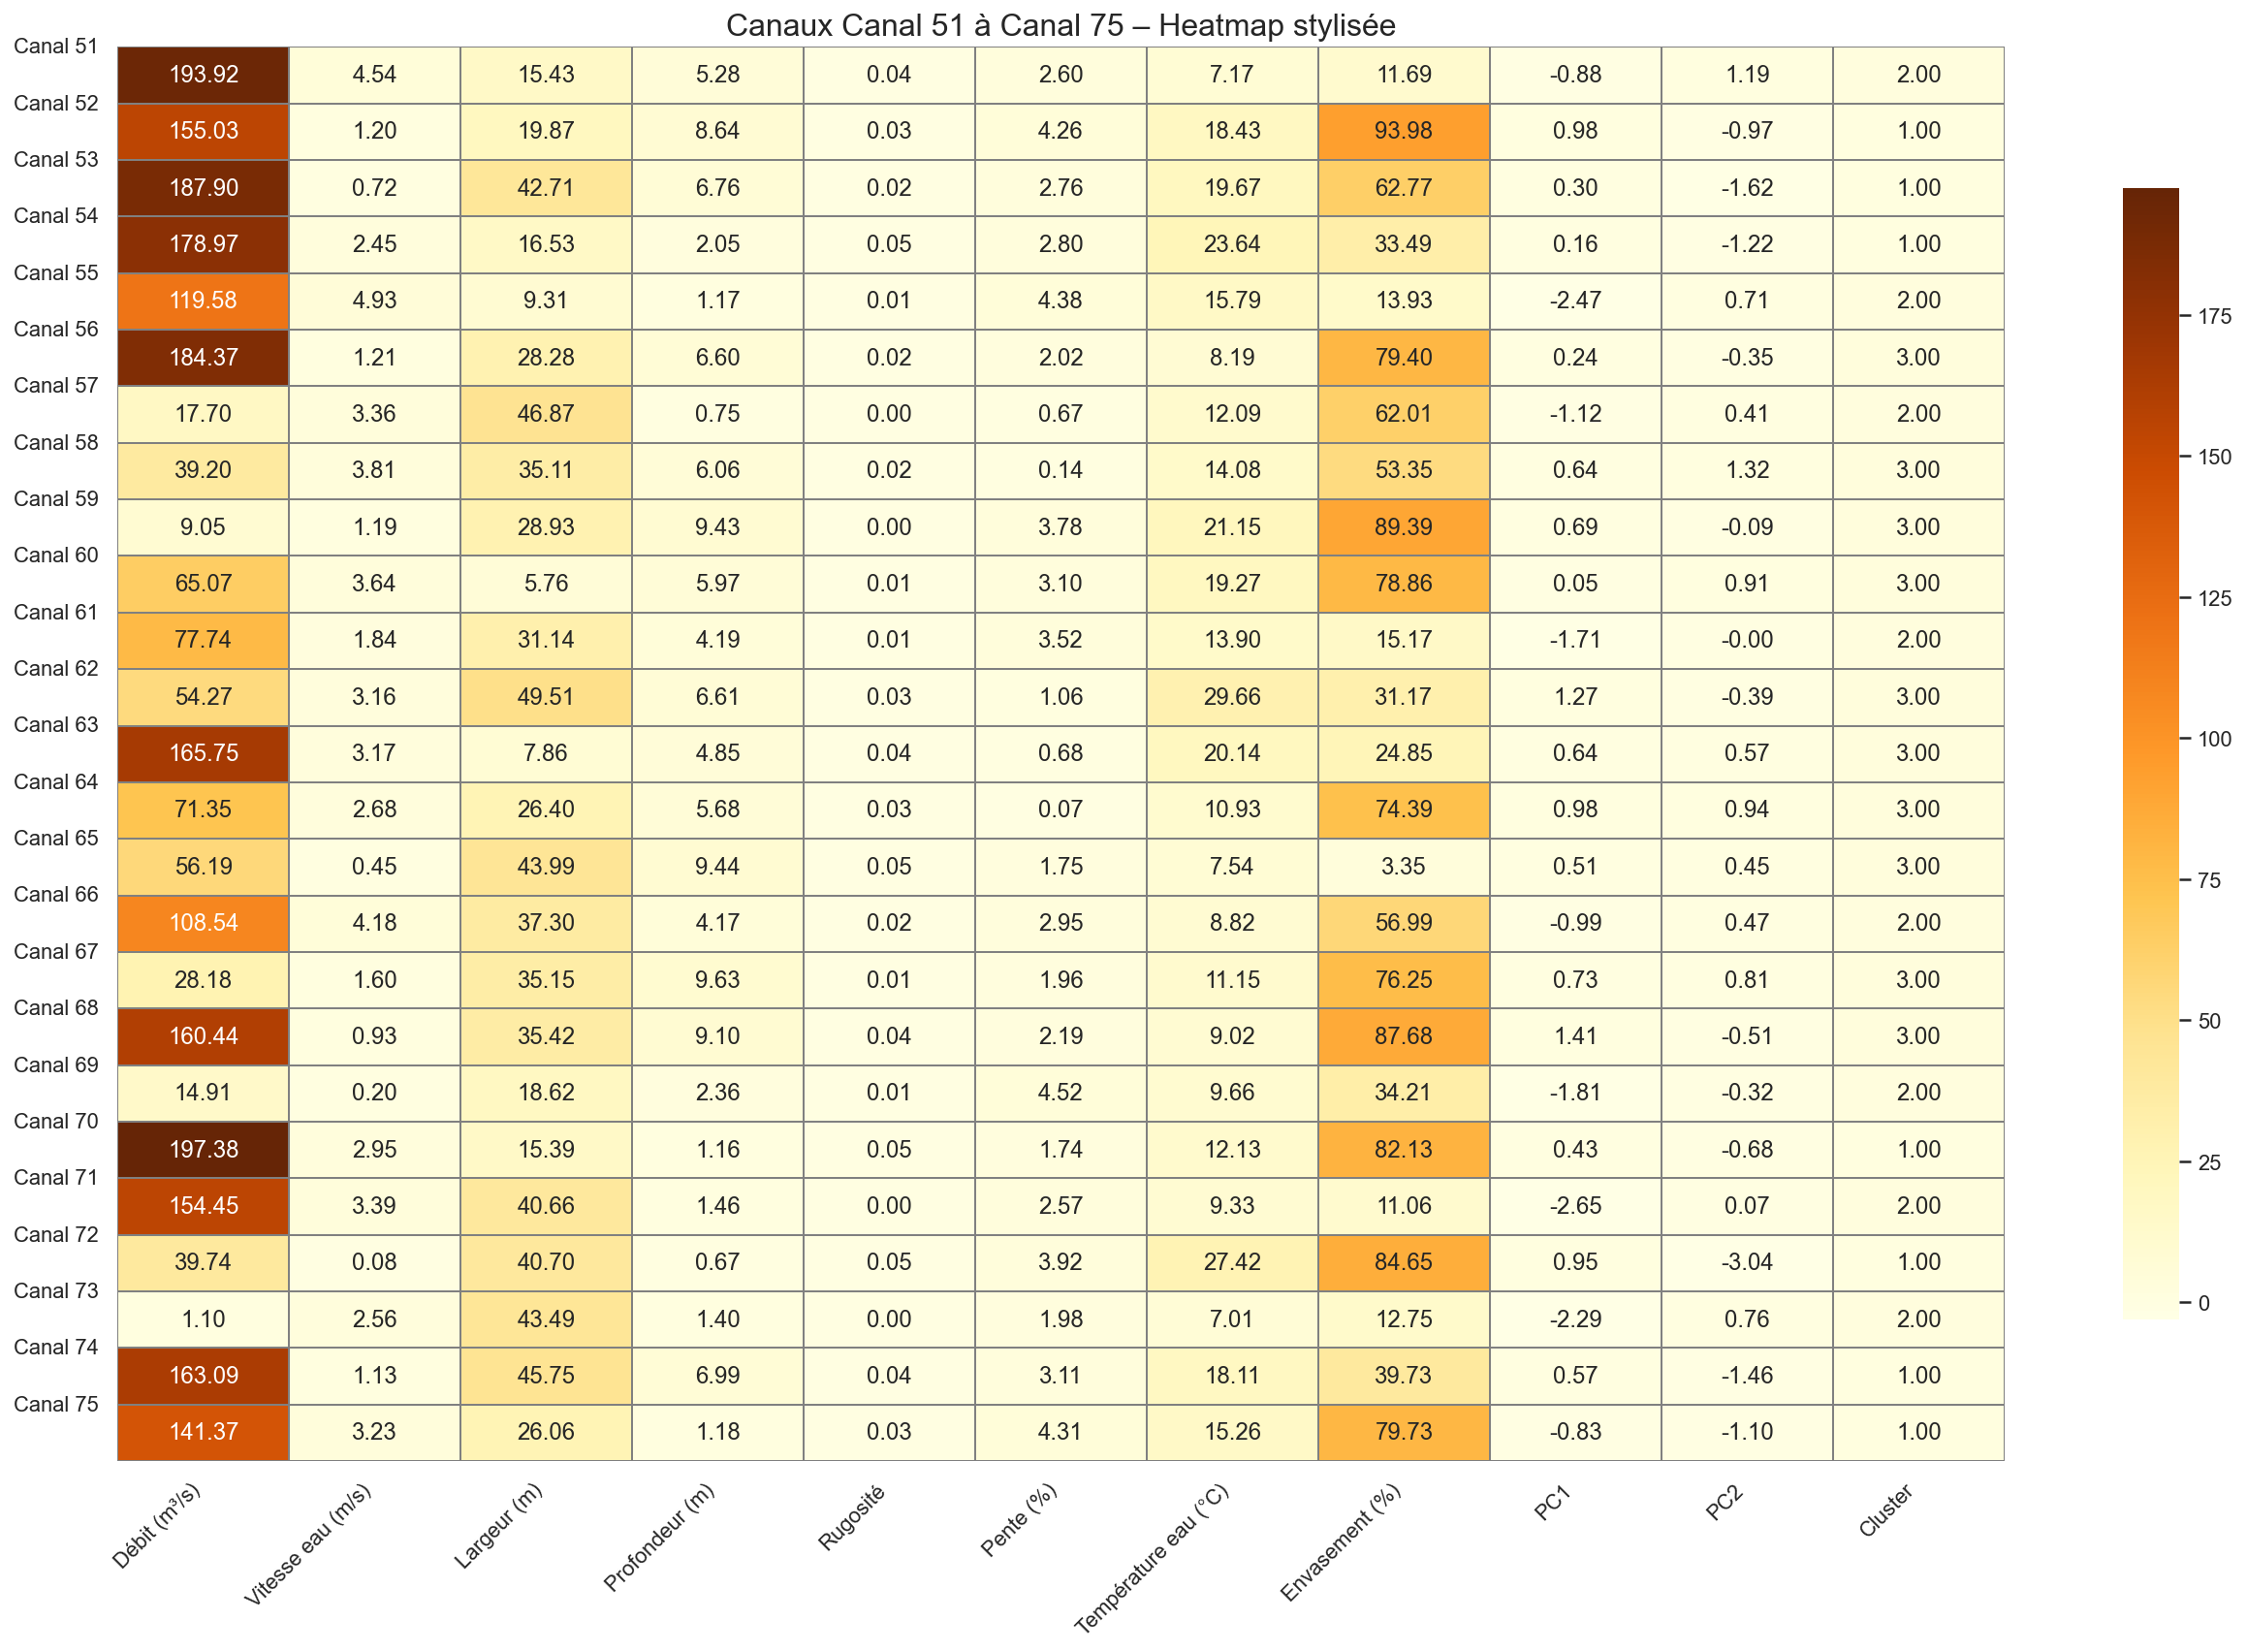 Canaux Canal 51 à Canal 75 – Heatmap stylisée
Canal 51 193.92 4.54 15.43 5.28 0.04 2.60 7.17 11.69 -0.88 1.19 2.00
Canal 52 155.03 1.20 19.87 8.64 0.03 4.26 18.43 93.98 0.98 -0.97 1.00
Canal 53 187.90 0.72 42.71 6.76 0.02 2.76 19.67 62.77 0.30 -1.62 1.00
Canal 54 178.97 2.45 16.53 2.05 0.05 2.80 23.64 33.49 0.16 -1.22 1.00
Canal 55 119.58 4.93 9.31 1.17 0.01 4.38 15.79 13.93 -2.47 0.71 2.00
Canal 56 184.37 1.21 28.28 6.60 0.02 2.02 8.19 79.40 0.24 -0.35 3.00
Canal 57 17.70 3.36 46.87 0.75 0.00 0.67 12.09 62.01 -1.12 0.41 2.00
Canal 58 39.20 3.81 35.11 6.06 0.02 0.14 14.08 53.35 0.64 1.32 3.00
Canal 59 9.05 1.19 28.93 9.43 0.00 3.78 21.15 89.39 0.69 -0.09 3.00
Canal 60 65.07 3.64 5.76 5.97 0.01 3.10 19.27 78.86 0.05 0.91 3.00
Canal 61 77.74 1.84 31.14 4.19 0.01 3.52 13.90 15.17 -1.71 -0.00 2.00
Canal 62 54.27 3.16 49.51 6.61 0.03 1.06 29.66 31.17 1.27 -0.39 3.00
Canal 63 165.75 3.17 7.86 4.85 0.04 0.68 20.14 24.85 0.64 0.57 3.00
Canal 64 71.35 2.68 26.40 5.68 0.03 0.07 10.93 74.39 0.98 0.94 3.00
Canal 65 56.19 0.45 43.99 9.44 0.05 1.75 7.54 3.35 0.51 0.45 3.00
Canal 66 108.54 4.18 37.30 4.17 0.02 2.95 8.82 56.99 -0.99 0.47 2.00
Canal 67 28.18 1.60 35.15 9.63 0.01 1.96 11.15 76.25 0.73 0.81 3.00
Canal 68 160.44 0.93 35.42 9.10 0.04 2.19 9.02 87.68 1.41 -0.51 3.00
Canal 69 14.91 0.20 18.62 2.36 0.01 4.52 9.66 34.21 -1.81 -0.32 2.00
Canal 70 197.38 2.95 15.39 1.16 0.05 1.74 12.13 82.13 0.43 -0.68 1.00
Canal 71 154.45 3.39 40.66 1.46 0.00 2.57 9.33 11.06 -2.65 0.07 2.00
Canal 72 39.74 0.08 40.70 0.67 0.05 3.92 27.42 84.65 0.95 -3.04 1.00
Canal 73 1.10 2.56 43.49 1.40 0.00 1.98 7.01 12.75 -2.29 0.76 2.00
Canal 74 163.09 1.13 45.75 6.99 0.04 3.11 18.11 39.73 0.57 -1.46 1.00
Canal 75 141.37 3.23 26.06 1.18 0.03 4.31 15.26 79.73 -0.83 -1.10 1.00
Débit (m³/s)
Vitesse eau (m/s)
Largeur (m)
Profondeur (m)
Rugosité
Pente (%)
Température eau (°C)
Envasement (%)
PC1
PC2
Cluster
175
150
125
100
75
50
25
0